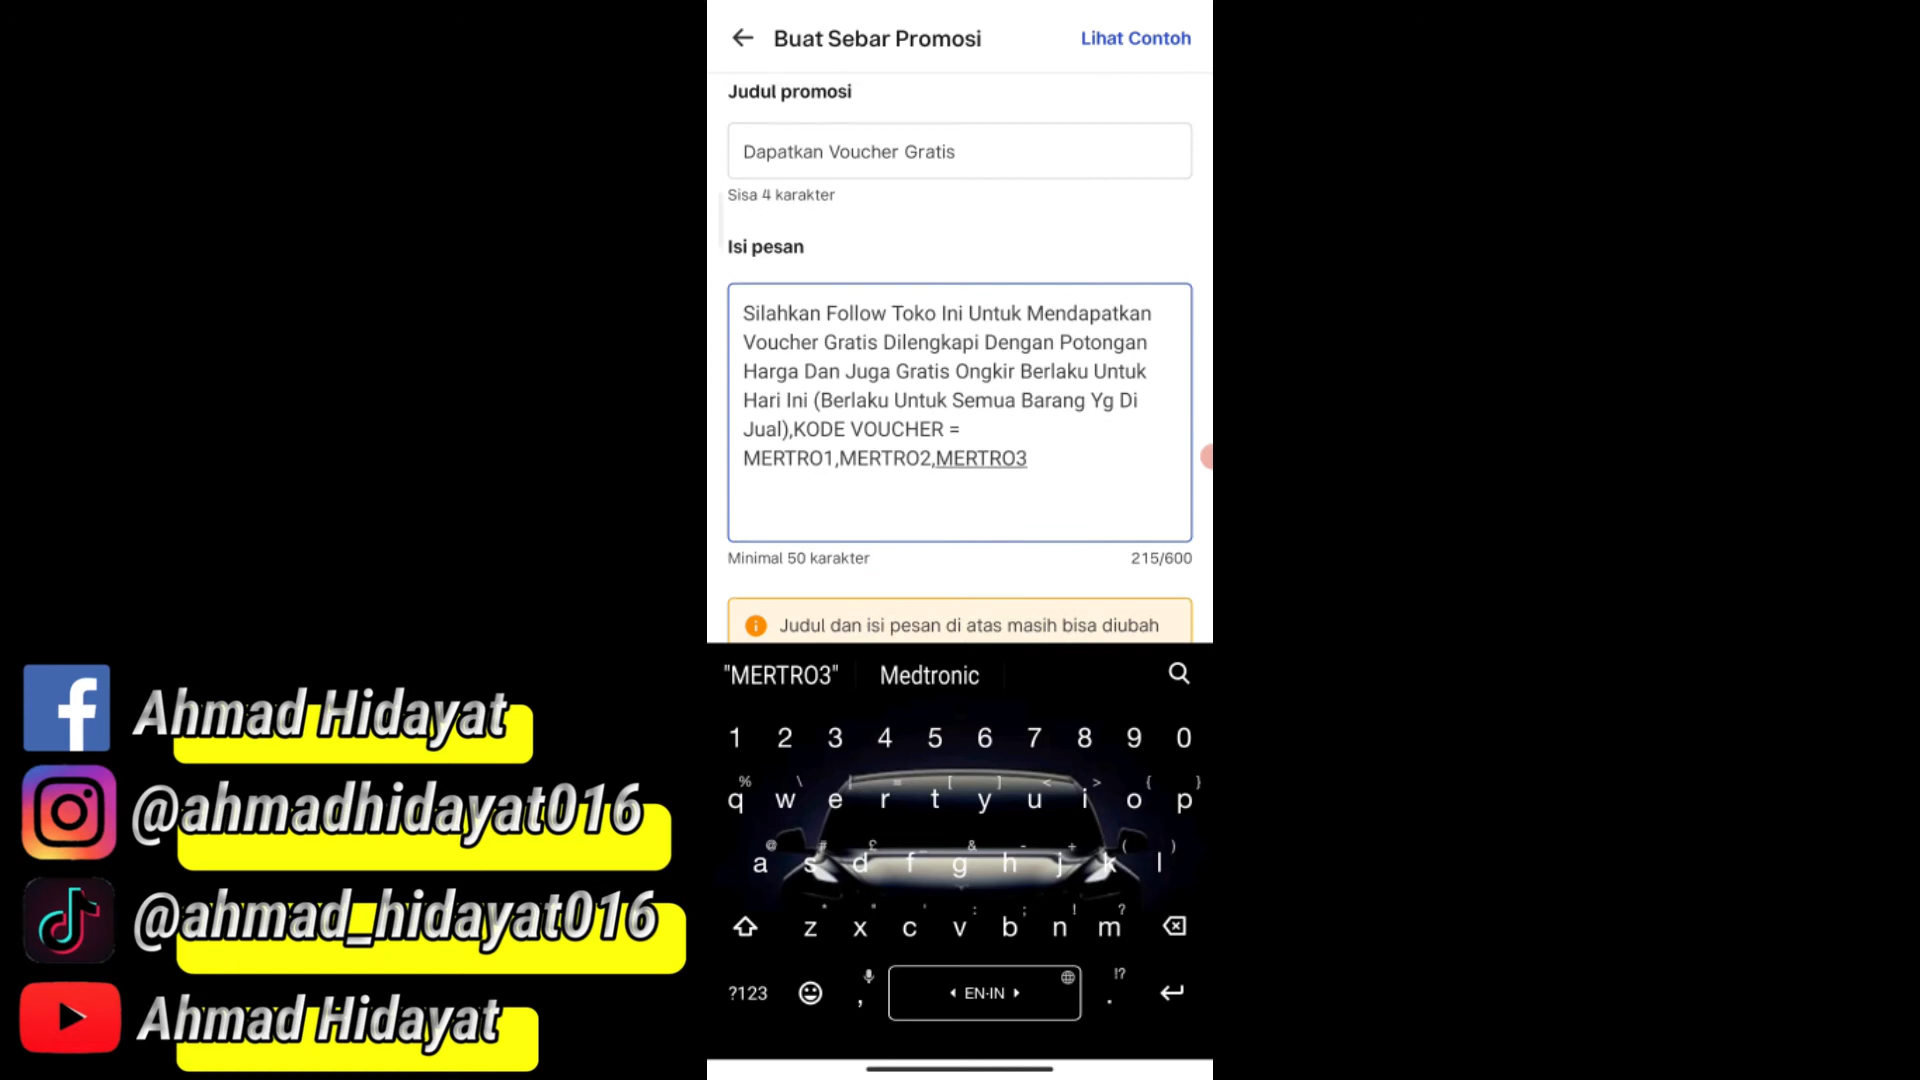 Buat Sebar Promosi
Lihat Contoh
Judul promosi
Dapatkan Voucher Gratis
Sisa 4 karakter
Isi pesan
Silahkan Follow Toko Ini Untuk Mendapatkan
Voucher Gratis Dilengkapi Dengan Potongan
Harga Dan Juga Gratis Ongkir Berlaku Untuk
Hari Ini (Berlaku Untuk Semua Barang Yg Di
Jual),KODE VOUCHER =
MERTRO1,MERTRO2,MERTRO3
Minimal 50 karakter
215/600
Judul dan isi pesan di atas masih bisa diubah
"MERTRO3"
Medtronic
1 2 3 4 5 6 7 8 9 0
% \ | = [ ] < > { }
q w e r t y u i o p
@ # £ _ & - + ( )
a s d f g h j k l
* " ' : ; ! ?
z x c v b n m
!?
?123 , EN-IN .
Ahmad Hidayat
@ahmadhidayat016
@ahmad_hidayat016
Ahmad Hidayat